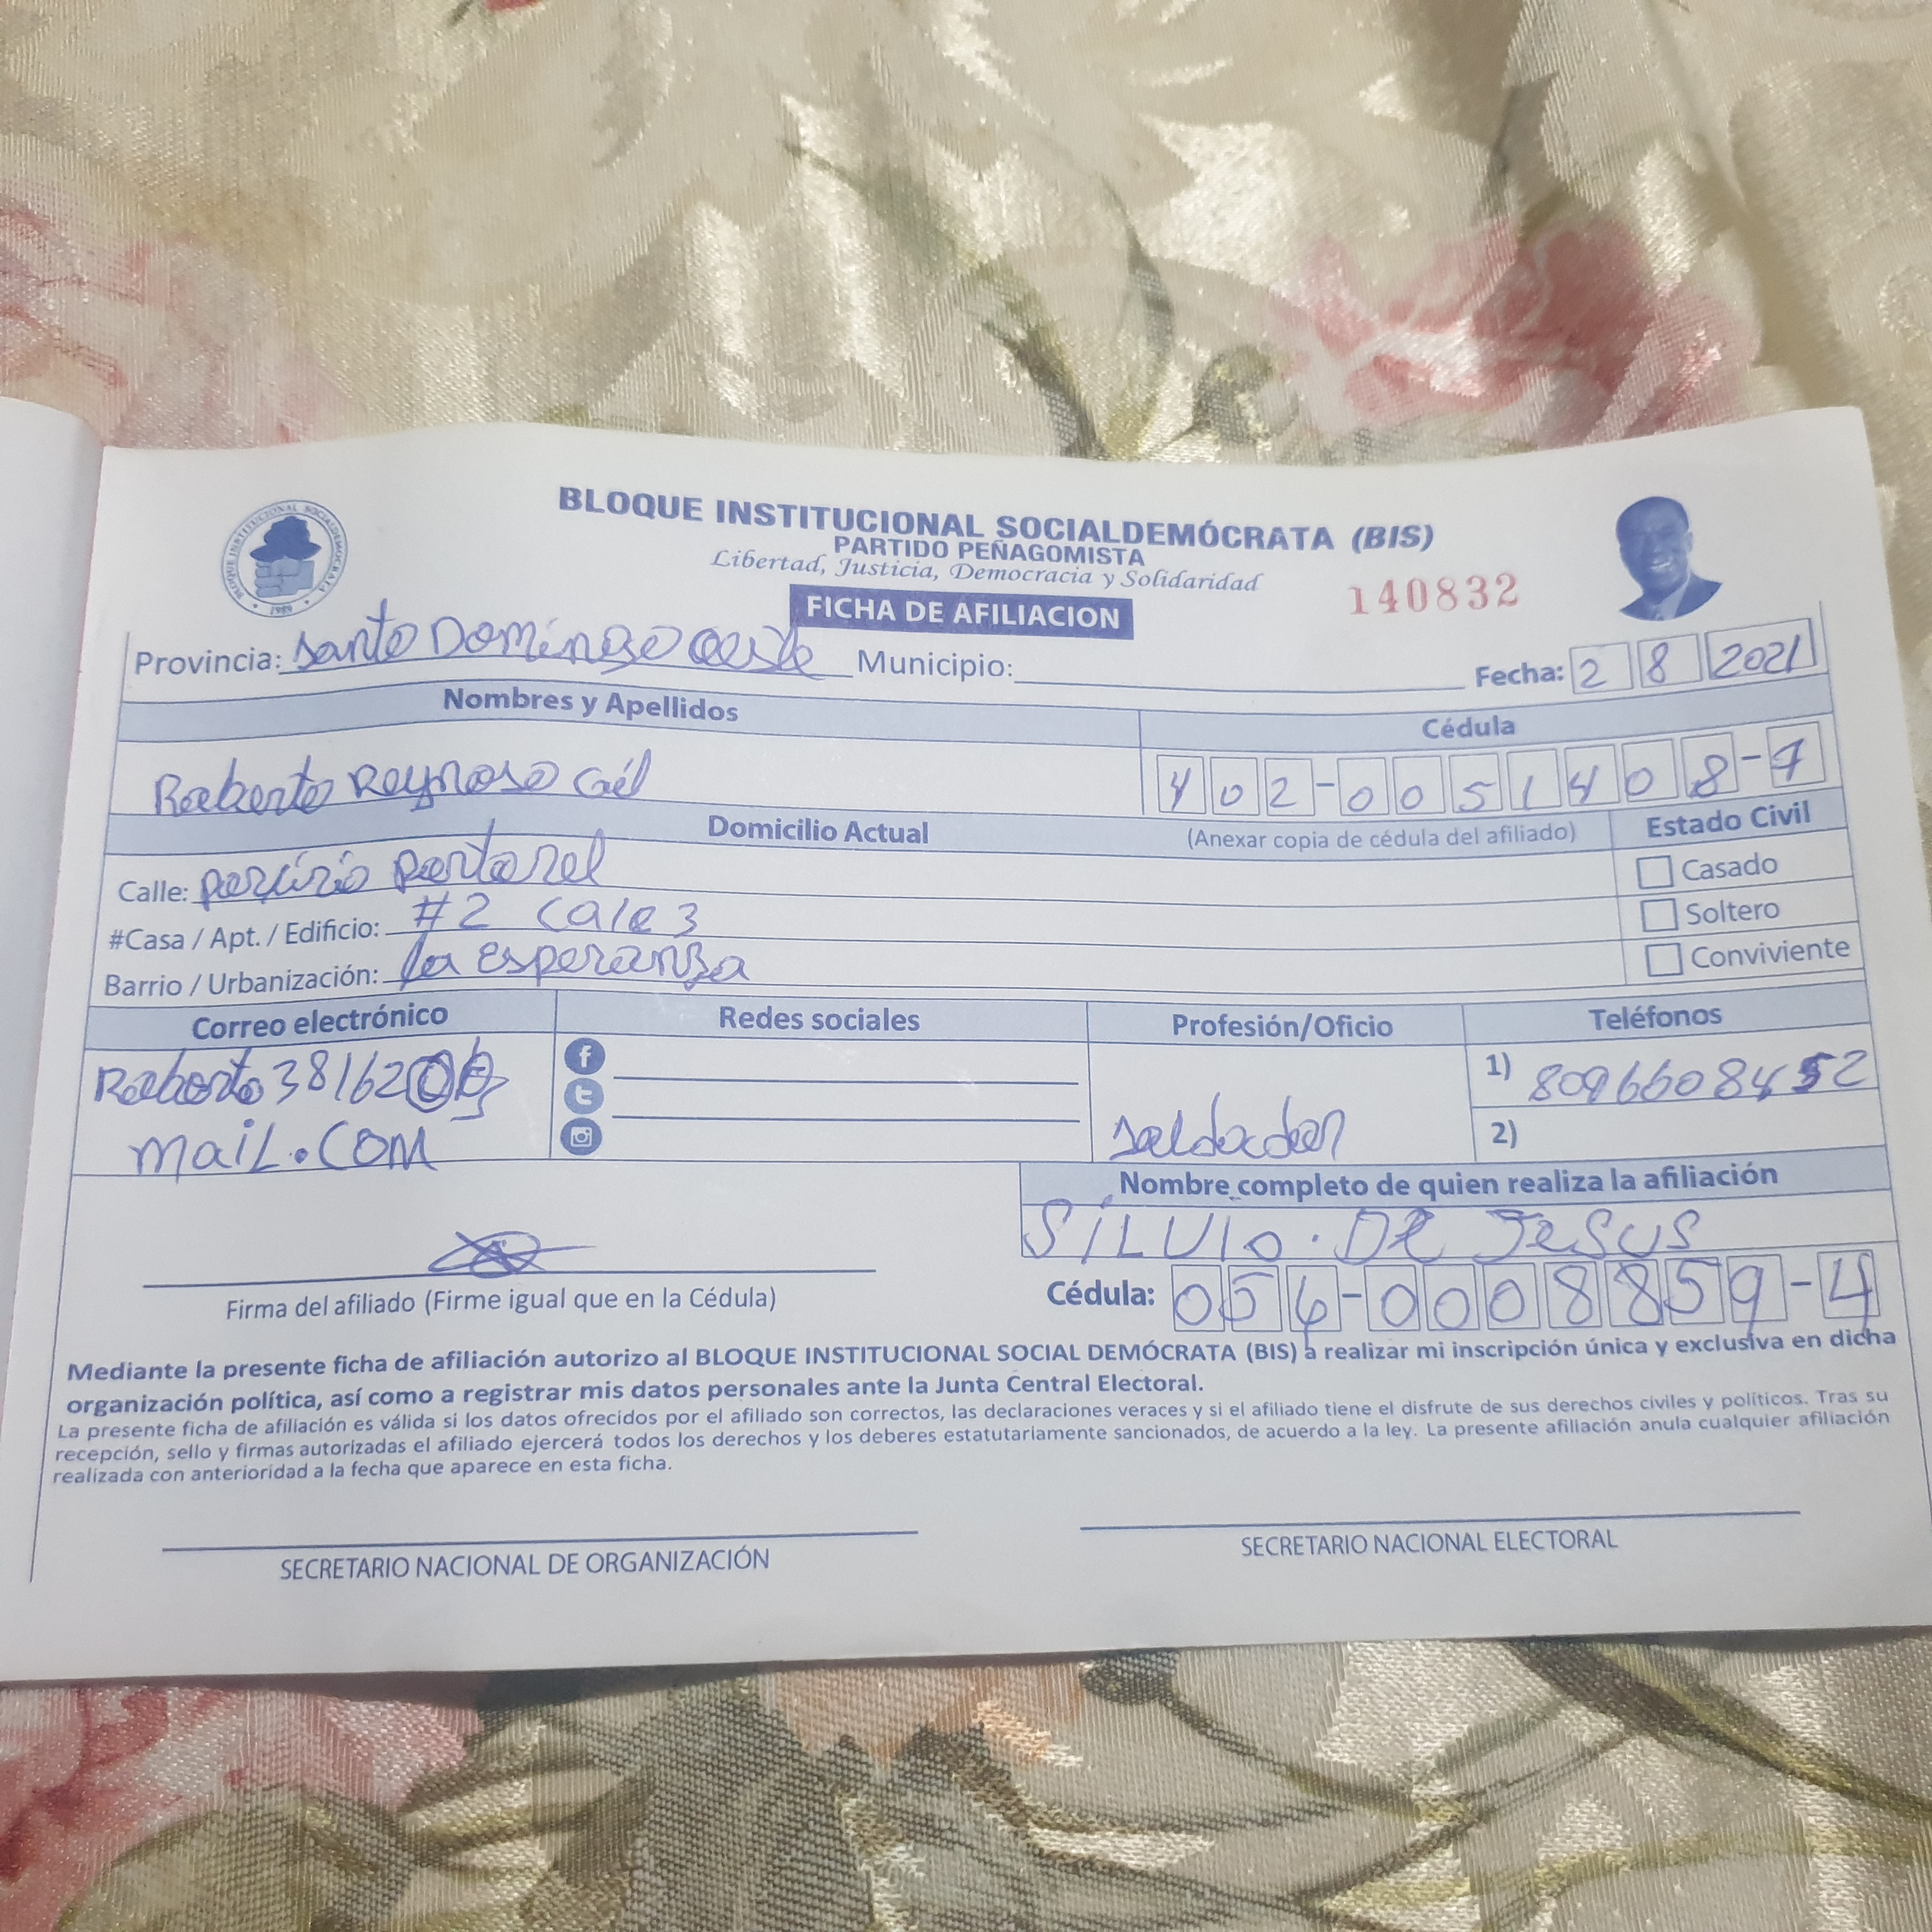 BLOQUE INSTITUCIONAL SOCIALDEMÓCRATA (BIS)
PARTIDO PEÑAGOMISTA
Libertad, Justicia, Democracia y Solidaridad
BLOQUE INSTITUCIONAL SOCIALDEMÓCRATA
1989
140832
FICHA DE AFILIACION
Provincia: Santo Domingo oeste Municipio: Fecha: 2 8 2021
Nombres y Apellidos Cédula
Roberto Reynoso Gil 402-0051408-7
Domicilio Actual (Anexar copia de cédula del afiliado) Estado Civil
Calle: Casado
#Casa / Apt. / Edificio: #2 Cale 3 Soltero
Barrio / Urbanización: la Esperanza Conviviente
Correo electrónico Redes sociales Profesión/Oficio Teléfonos
Roberto381620 1) 8096608452
maiL.COM 2)
Nombre completo de quien realiza la afiliación
SILVIO. DE JESUS
Firma del afiliado (Firme igual que en la Cédula) Cédula: 054-0008859-4
Mediante la presente ficha de afiliación autorizo al BLOQUE INSTITUCIONAL SOCIAL DEMÓCRATA (BIS) a realizar mi inscripción única y exclusiva en dicha
organización política, así como a registrar mis datos personales ante la Junta Central Electoral.
La presente ficha de afiliación es válida si los datos ofrecidos por el afiliado son correctos, las declaraciones veraces y si el afiliado tiene el disfrute de sus derechos civiles y políticos. Tras su
recepción, sello y firmas autorizadas el afiliado ejercerá todos los derechos y los deberes estatutariamente sancionados, de acuerdo a la ley. La presente afiliación anula cualquier afiliación
realizada con anterioridad a la fecha que aparece en esta ficha.
SECRETARIO NACIONAL DE ORGANIZACIÓN SECRETARIO NACIONAL ELECTORAL